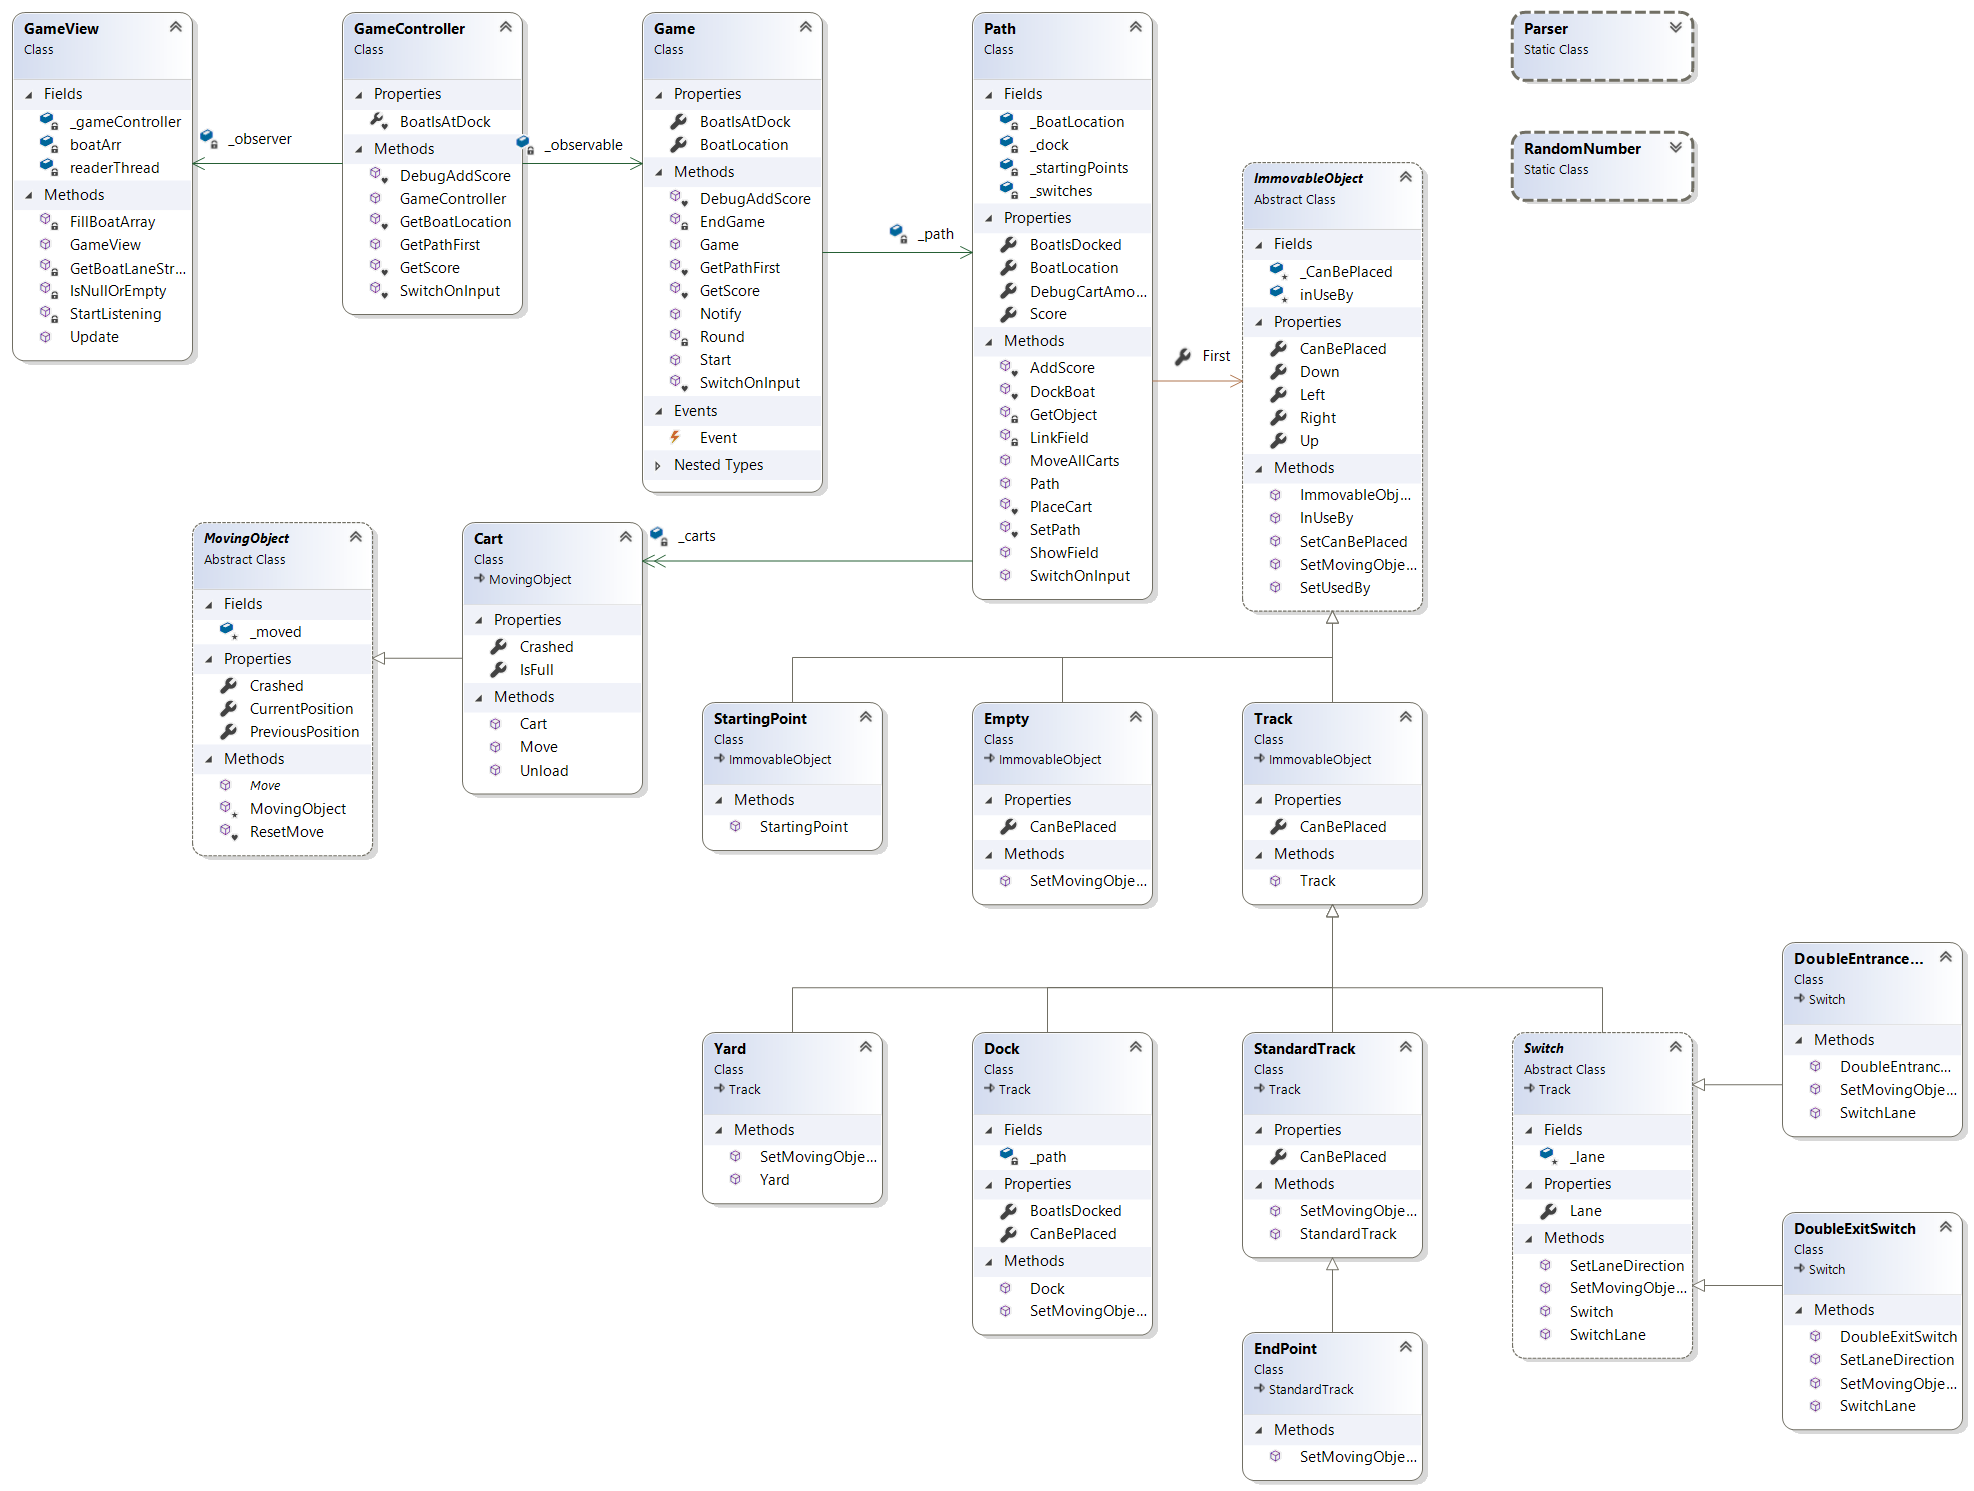 GameView
Class
Fields
_gameController
boatArr
readerThread
Methods
FillBoatArray
GameView
GetBoatLaneStr...
IsNullOrEmpty
StartListening
Update
_observer
GameController
Class
Properties
BoatIsAtDock
Methods
DebugAddScore
GameController
GetBoatLocation
GetPathFirst
GetScore
SwitchOnInput
_observable
Game
Class
Properties
BoatIsAtDock
BoatLocation
Methods
DebugAddScore
EndGame
Game
GetPathFirst
GetScore
Notify
Round
Start
SwitchOnInput
Events
Event
Nested Types
_path
Path
Class
Fields
_BoatLocation
_dock
_startingPoints
_switches
Properties
BoatIsDocked
BoatLocation
DebugCartAmo...
Score
Methods
AddScore
DockBoat
GetObject
LinkField
MoveAllCarts
Path
PlaceCart
SetPath
ShowField
SwitchOnInput
First
ImmovableObject
Abstract Class
Fields
_CanBePlaced
inUseBy
Properties
CanBePlaced
Down
Left
Right
Up
Methods
ImmovableObj...
InUseBy
SetCanBePlaced
SetMovingObje...
SetUsedBy
Parser
Static Class
RandomNumber
Static Class
MovingObject
Abstract Class
Fields
_moved
Properties
Crashed
CurrentPosition
PreviousPosition
Methods
Move
MovingObject
ResetMove
Cart
Class
MovingObject
Properties
Crashed
IsFull
Methods
Cart
Move
Unload
_carts
StartingPoint
Class
ImmovableObject
Methods
StartingPoint
Empty
Class
ImmovableObject
Properties
CanBePlaced
Methods
SetMovingObje...
Track
Class
ImmovableObject
Properties
CanBePlaced
Methods
Track
Yard
Class
Track
Methods
SetMovingObje...
Yard
Dock
Class
Track
Fields
_path
Properties
BoatIsDocked
CanBePlaced
Methods
Dock
SetMovingObje...
StandardTrack
Class
Track
Properties
CanBePlaced
Methods
SetMovingObje...
StandardTrack
Switch
Abstract Class
Track
Fields
_lane
Properties
Lane
Methods
SetLaneDirection
SetMovingObje...
Switch
SwitchLane
DoubleEntrance...
Class
Switch
Methods
DoubleEntranc...
SetMovingObje...
SwitchLane
DoubleExitSwitch
Class
Switch
Methods
DoubleExitSwitch
SetLaneDirection
SetMovingObje...
SwitchLane
EndPoint
Class
StandardTrack
Methods
SetMovingObje...